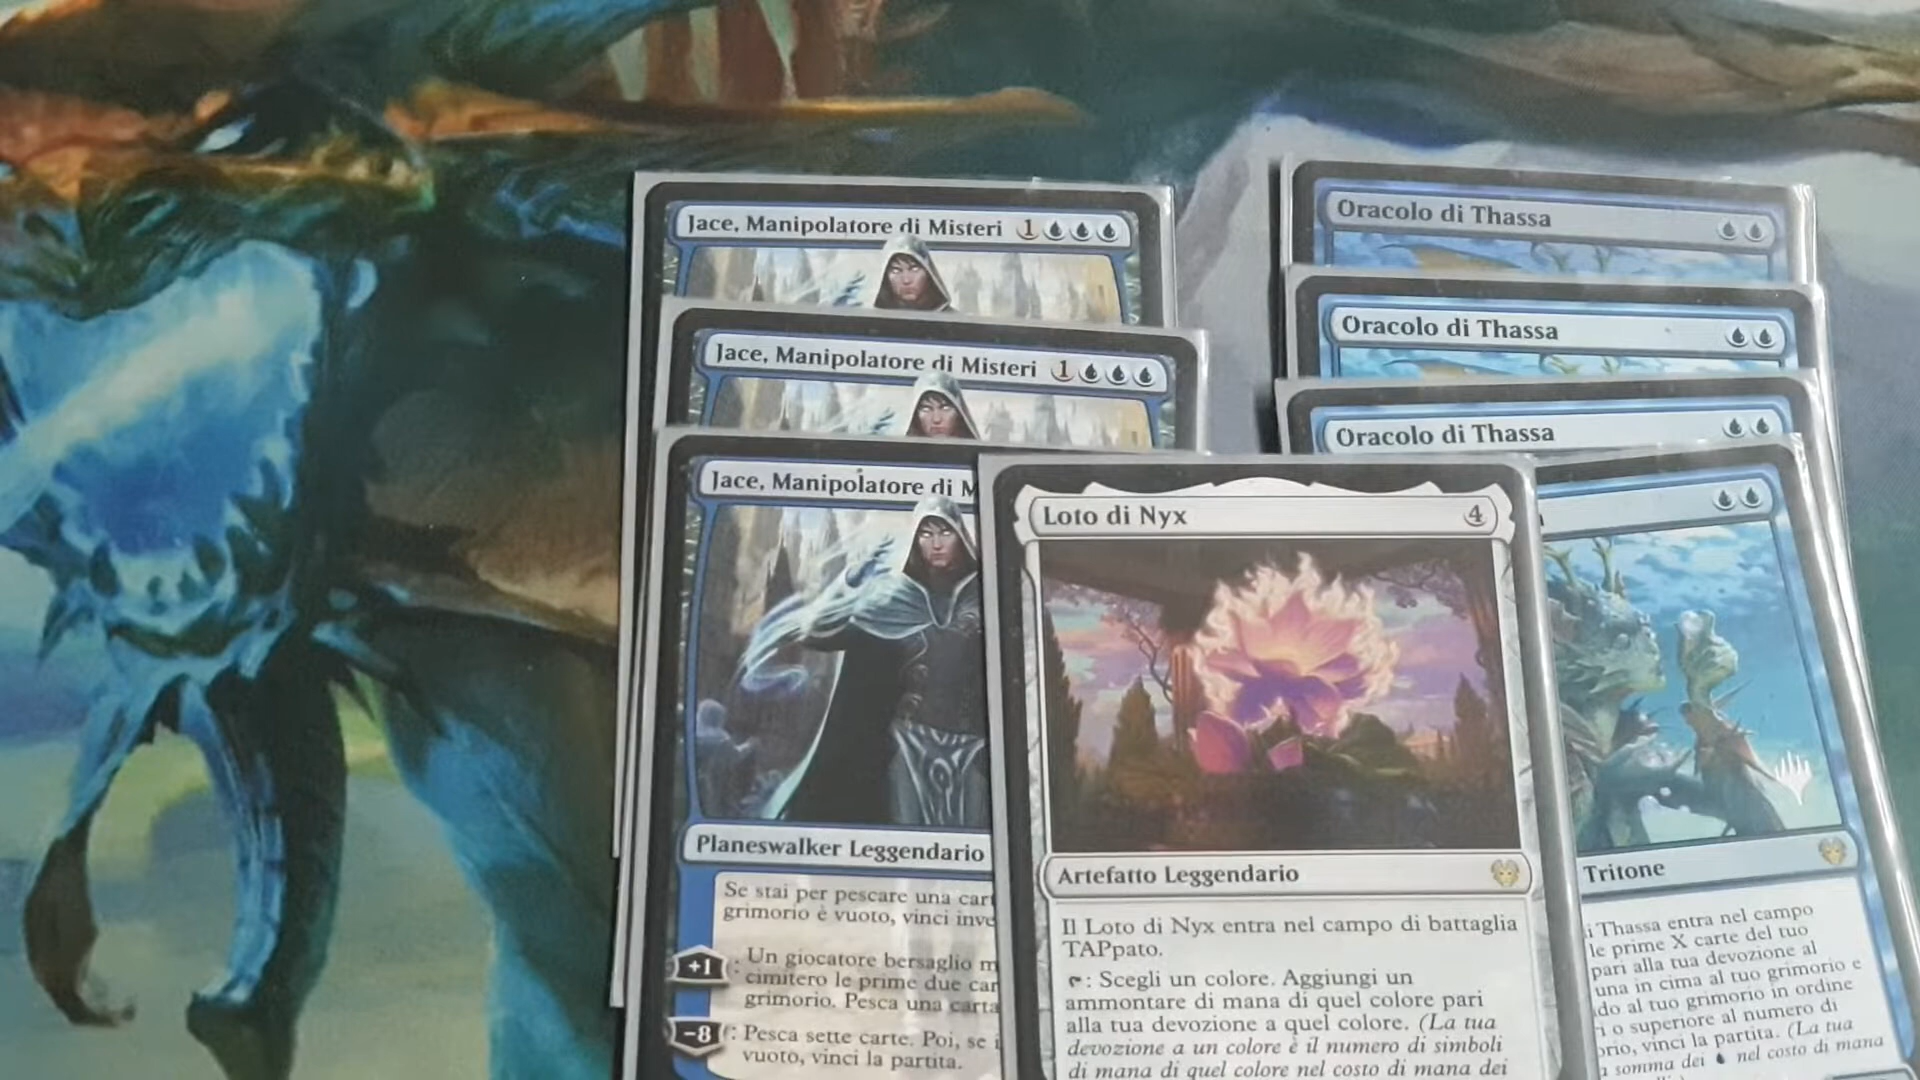 Jace, Manipolatore di Misteri 1
Jace, Manipolatore di Misteri 1
Jace, Manipolatore di M
Planeswalker Leggendario
Se stai per pescare una cart
grimorio è vuoto, vinci inve
+1: Un giocatore bersaglio m
cimitero le prime due car
grimorio. Pesca una carta
-8: Pesca sette carte. Poi, se i
vuoto, vinci la partita.
Loto di Nyx 4
Artefatto Leggendario
Il Loto di Nyx entra nel campo di battaglia
TAPpato.
: Scegli un colore. Aggiungi un
ammontare di mana di quel colore pari
alla tua devozione a quel colore. (La tua
devozione a un colore è il numero di simboli
di mana di quel colore nel costo di mana dei
Oracolo di Thassa
Oracolo di Thassa
Oracolo di Thassa
Tritone
i Thassa entra nel campo
le prime X carte del tuo
pari alla tua devozione al
una in cima al tuo grimorio e
do al tuo grimorio in ordine
o superiore al numero di
orio, vinci la partita. (La tua
somma dei nel costo di mana